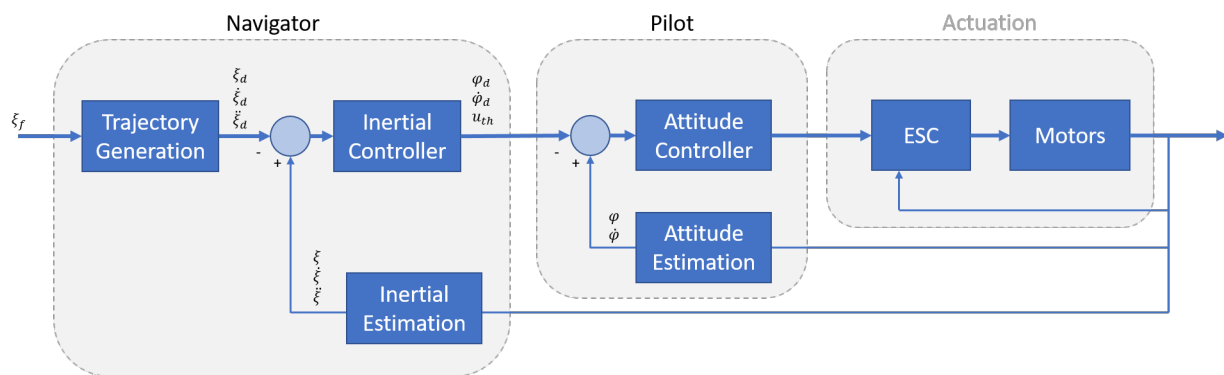 Navigator
Pilot
Actuation
ξ_f
Trajectory
Generation
ξ_d
ξ̇_d
ξ̈_d
-
+
Inertial
Controller
φ_d
φ̇_d
u_th
-
+
Attitude
Controller
ESC
Motors
φ
φ̇
Attitude
Estimation
ξ
ξ̇
ξ̈
Inertial
Estimation